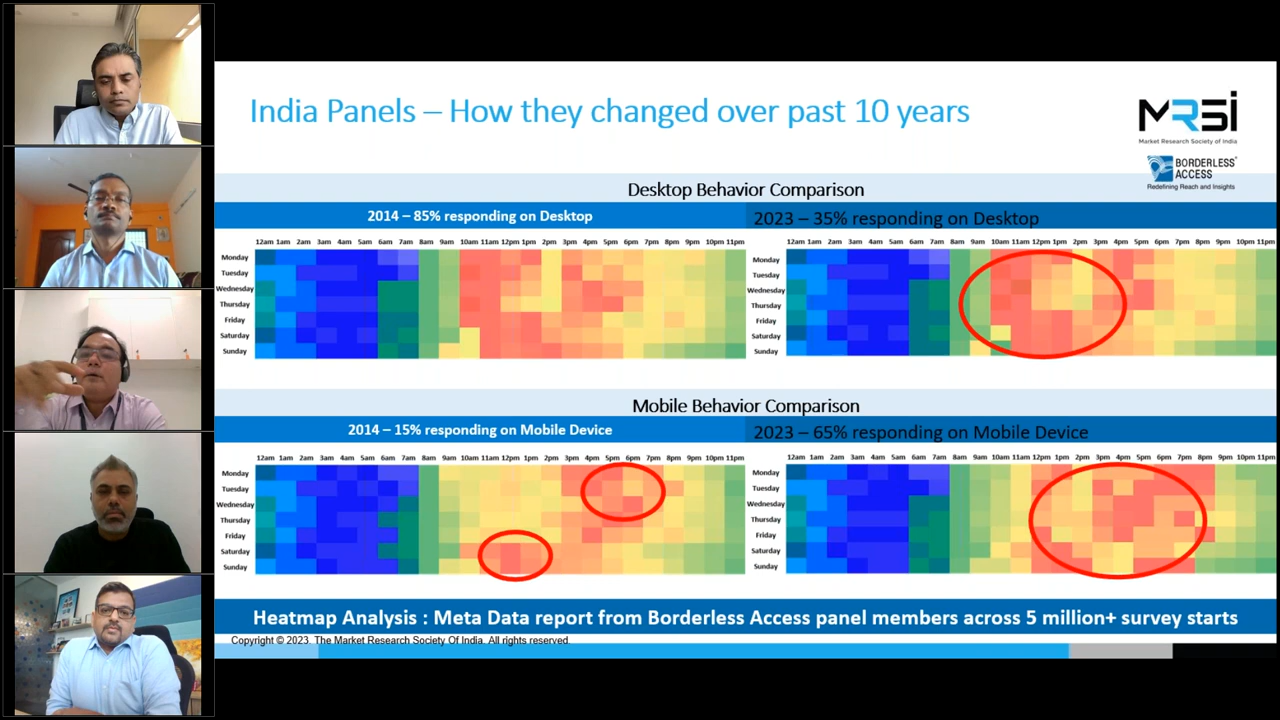 India Panels – How they changed over past 10 years
MRSI
Market Research Society of India
BORDERLESS
ACCESS
Redefining Reach and Insights
Desktop Behavior Comparison
2014 – 85% responding on Desktop
2023 – 35% responding on Desktop
12am 1am 2am 3am 4am 5am 6am 7am 8am 9am 10am 11am 12pm 1pm 2pm 3pm 4pm 5pm 6pm 7pm 8pm 9pm 10pm 11pm
Monday
Tuesday
Wednesday
Thursday
Friday
Saturday
Sunday
12am 1am 2am 3am 4am 5am 6am 7am 8am 9am 10am 11am 12pm 1pm 2pm 3pm 4pm 5pm 6pm 7pm 8pm 9pm 10pm 11pm
Monday
Tuesday
Wednesday
Thursday
Friday
Saturday
Sunday
Mobile Behavior Comparison
2014 – 15% responding on Mobile Device
2023 – 65% responding on Mobile Device
12am 1am 2am 3am 4am 5am 6am 7am 8am 9am 10am 11am 12pm 1pm 2pm 3pm 4pm 5pm 6pm 7pm 8pm 9pm 10pm 11pm
Monday
Tuesday
Wednesday
Thursday
Friday
Saturday
Sunday
12am 1am 2am 3am 4am 5am 6am 7am 8am 9am 10am 11am 12pm 1pm 2pm 3pm 4pm 5pm 6pm 7pm 8pm 9pm 10pm 11pm
Monday
Tuesday
Wednesday
Thursday
Friday
Saturday
Sunday
Heatmap Analysis : Meta Data report from Borderless Access panel members across 5 million+ survey starts
Copyright © 2023. The Market Research Society Of India. All rights reserved.